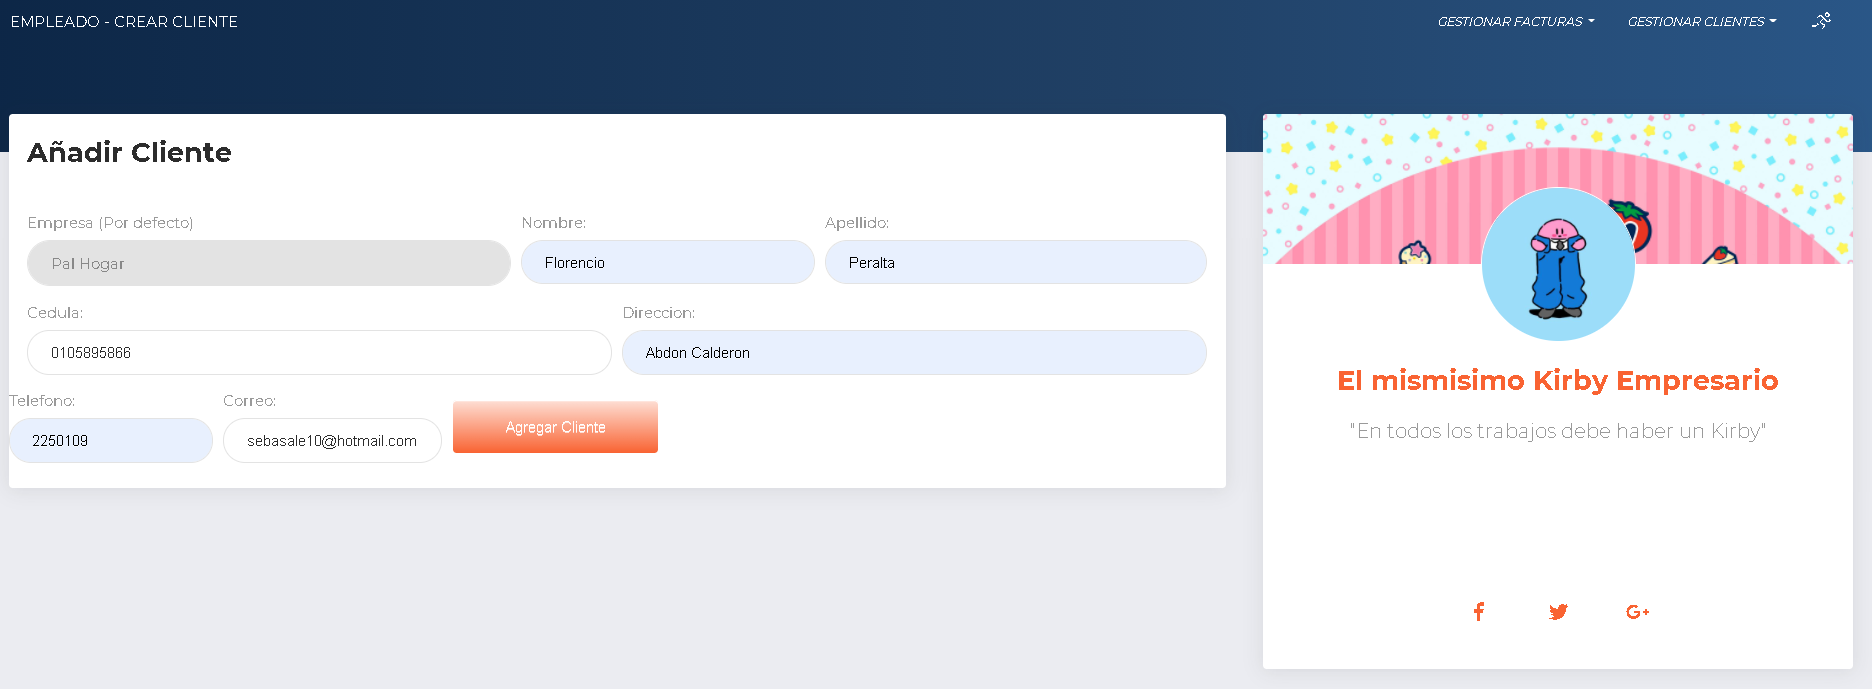 EMPLEADO - CREAR CLIENTE
GESTIONAR FACTURAS
GESTIONAR CLIENTES
Añadir Cliente
Empresa (Por defecto)
Nombre:
Apellido:
Pal Hogar
Florencio
Peralta
Cedula:
Direccion:
0105895866
Abdon Calderon
Telefono:
Correo:
2250109
sebasale10@hotmail.com
Agregar Cliente
El mismisimo Kirby Empresario
"En todos los trabajos debe haber un Kirby"